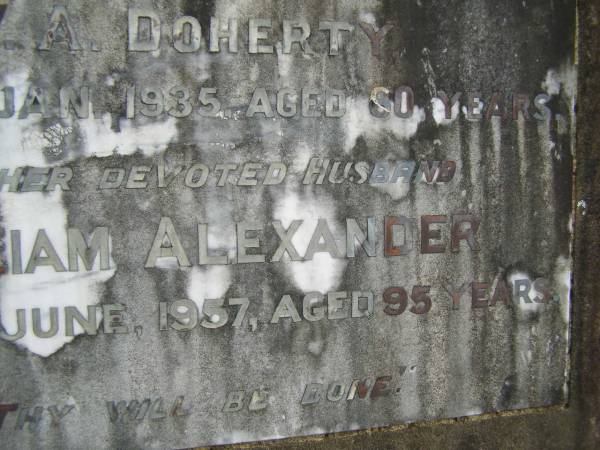 . A. DOHERTY
JAN. 1935, AGED 60 YEARS.
HER DEVOTED HUSBAND
IAM ALEXANDER
JUNE, 1957, AGED 95 YEARS.
THY WILL BE DONE."